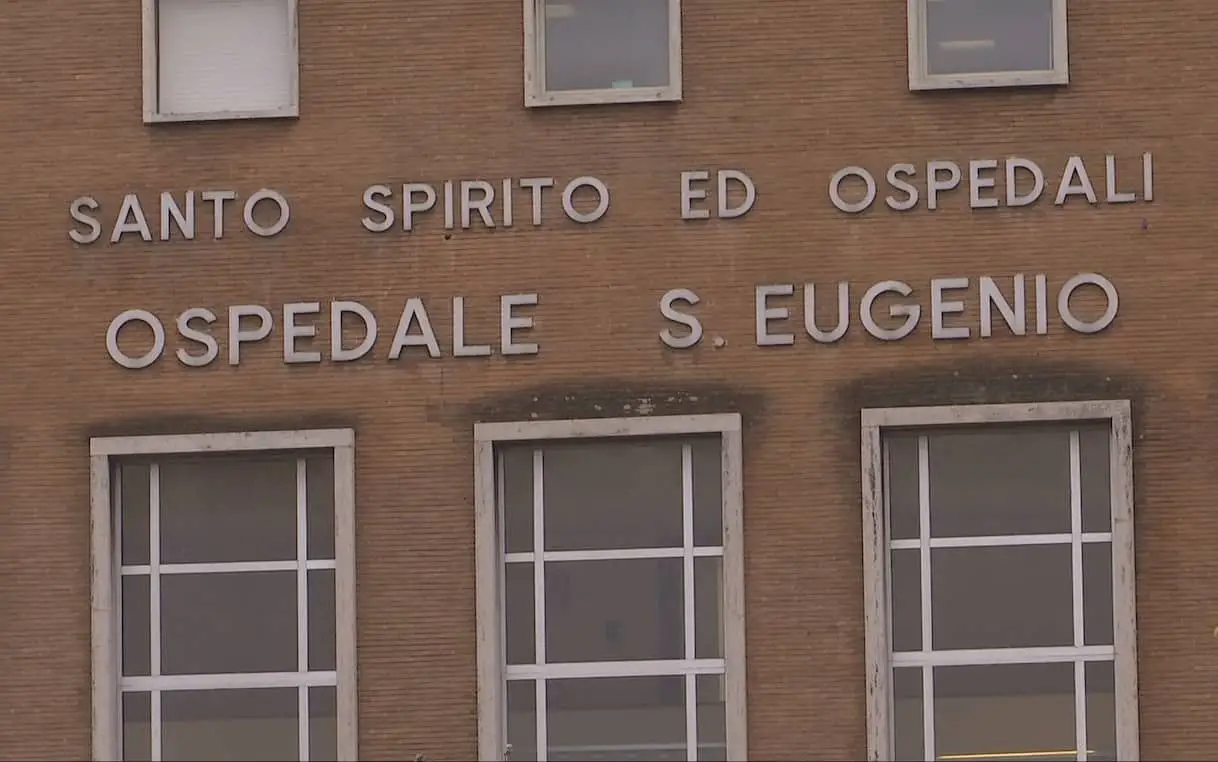 SANTO SPIRITO ED OSPEDALI
OSPEDALE S. EUGENIO